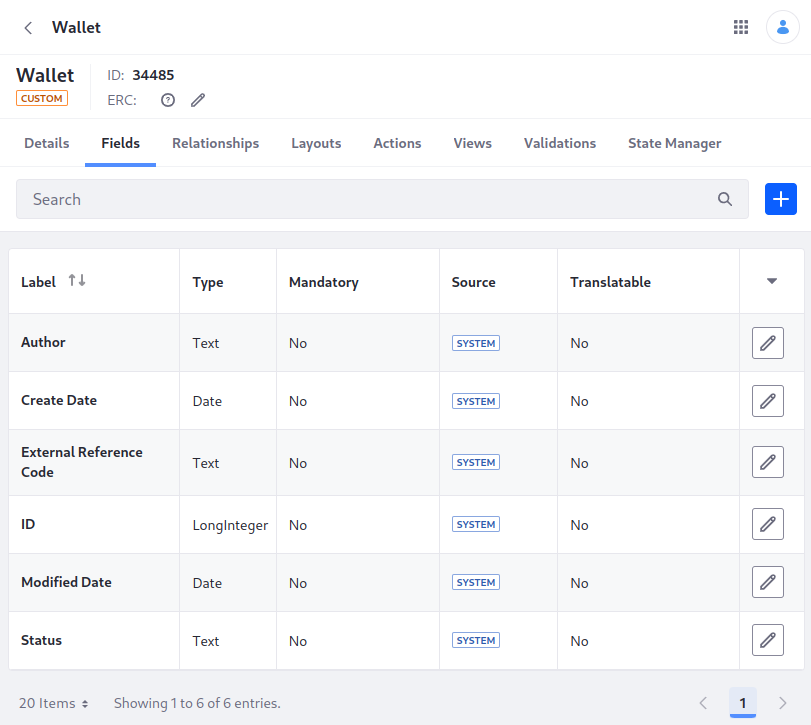 Wallet
Wallet
CUSTOM
ID: 34485
ERC:
Details Fields Relationships Layouts Actions Views Validations State Manager
Search
Label Type Mandatory Source Translatable
Author Text No SYSTEM No
Create Date Date No SYSTEM No
External Reference
Code Text No SYSTEM No
ID LongInteger No SYSTEM No
Modified Date Date No SYSTEM No
Status Text No SYSTEM No
20 Items Showing 1 to 6 of 6 entries. 1